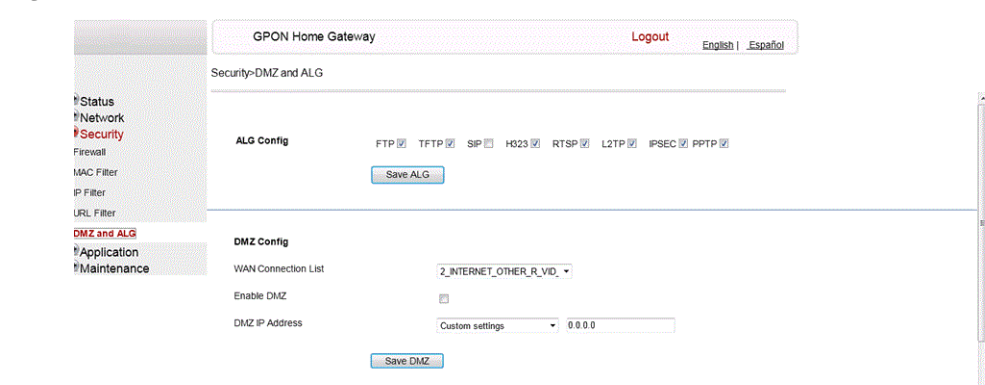 GPON Home Gateway
Logout
English | Español
Security>DMZ and ALG
Status
Network
Security
Firewall
MAC Filter
IP Filter
URL Filter
DMZ and ALG
Application
Maintenance
ALG Config
FTP TFTP SIP H323 RTSP L2TP IPSEC PPTP
Save ALG
DMZ Config
WAN Connection List 2_INTERNET_OTHER_R_VID_
Enable DMZ
DMZ IP Address Custom settings 0.0.0.0
Save DMZ